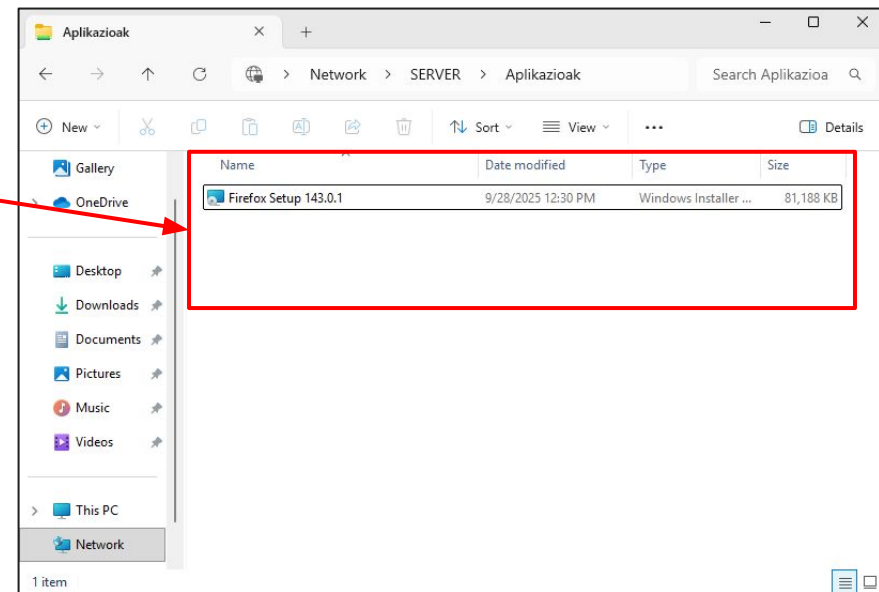 Aplikazioak
Network > SERVER > Aplikazioak
Search Aplikazioa
New
Sort
View
Details
Gallery
OneDrive
Desktop
Downloads
Documents
Pictures
Music
Videos
This PC
Network
Name Date modified Type Size
Firefox Setup 143.0.1 9/28/2025 12:30 PM Windows Installer ... 81,188 KB
1 item